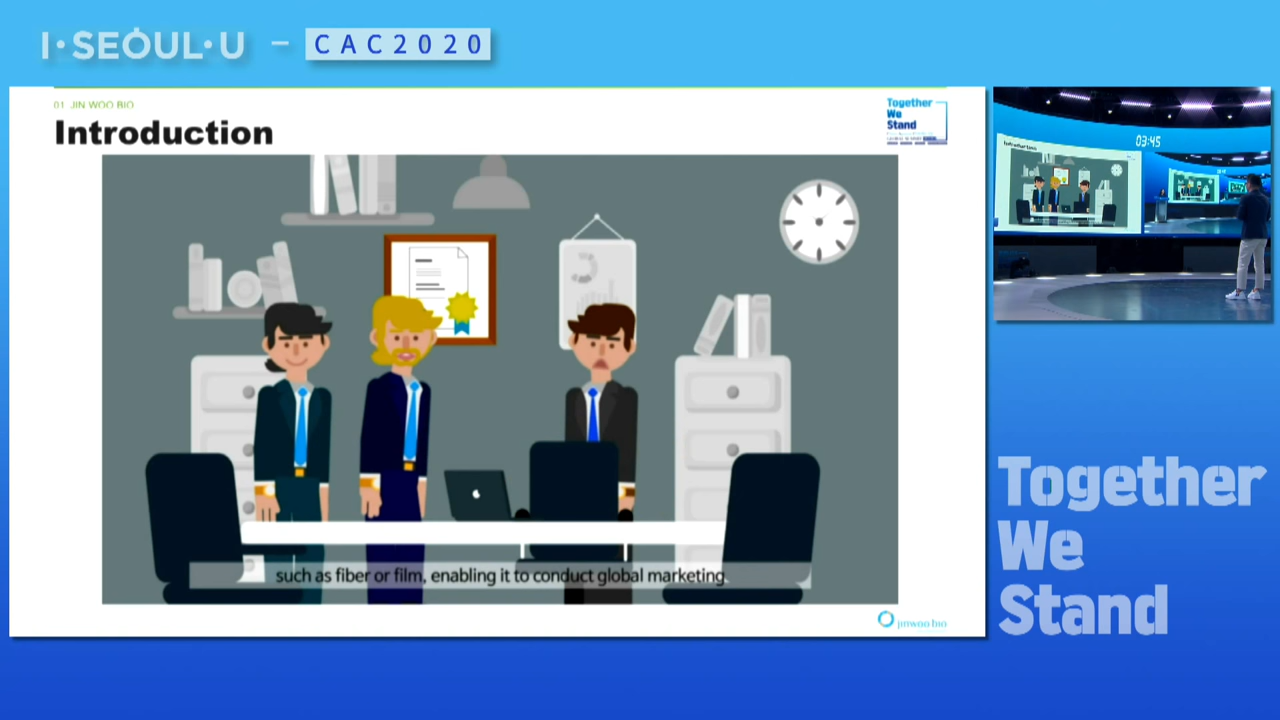 I·SEOUL·U – CAC2020
01 JIN WOO BIO
Introduction
Together
We
Stand
such as fiber or film, enabling it to conduct global marketing
jinwoo bio
03:45
Together
We
Stand